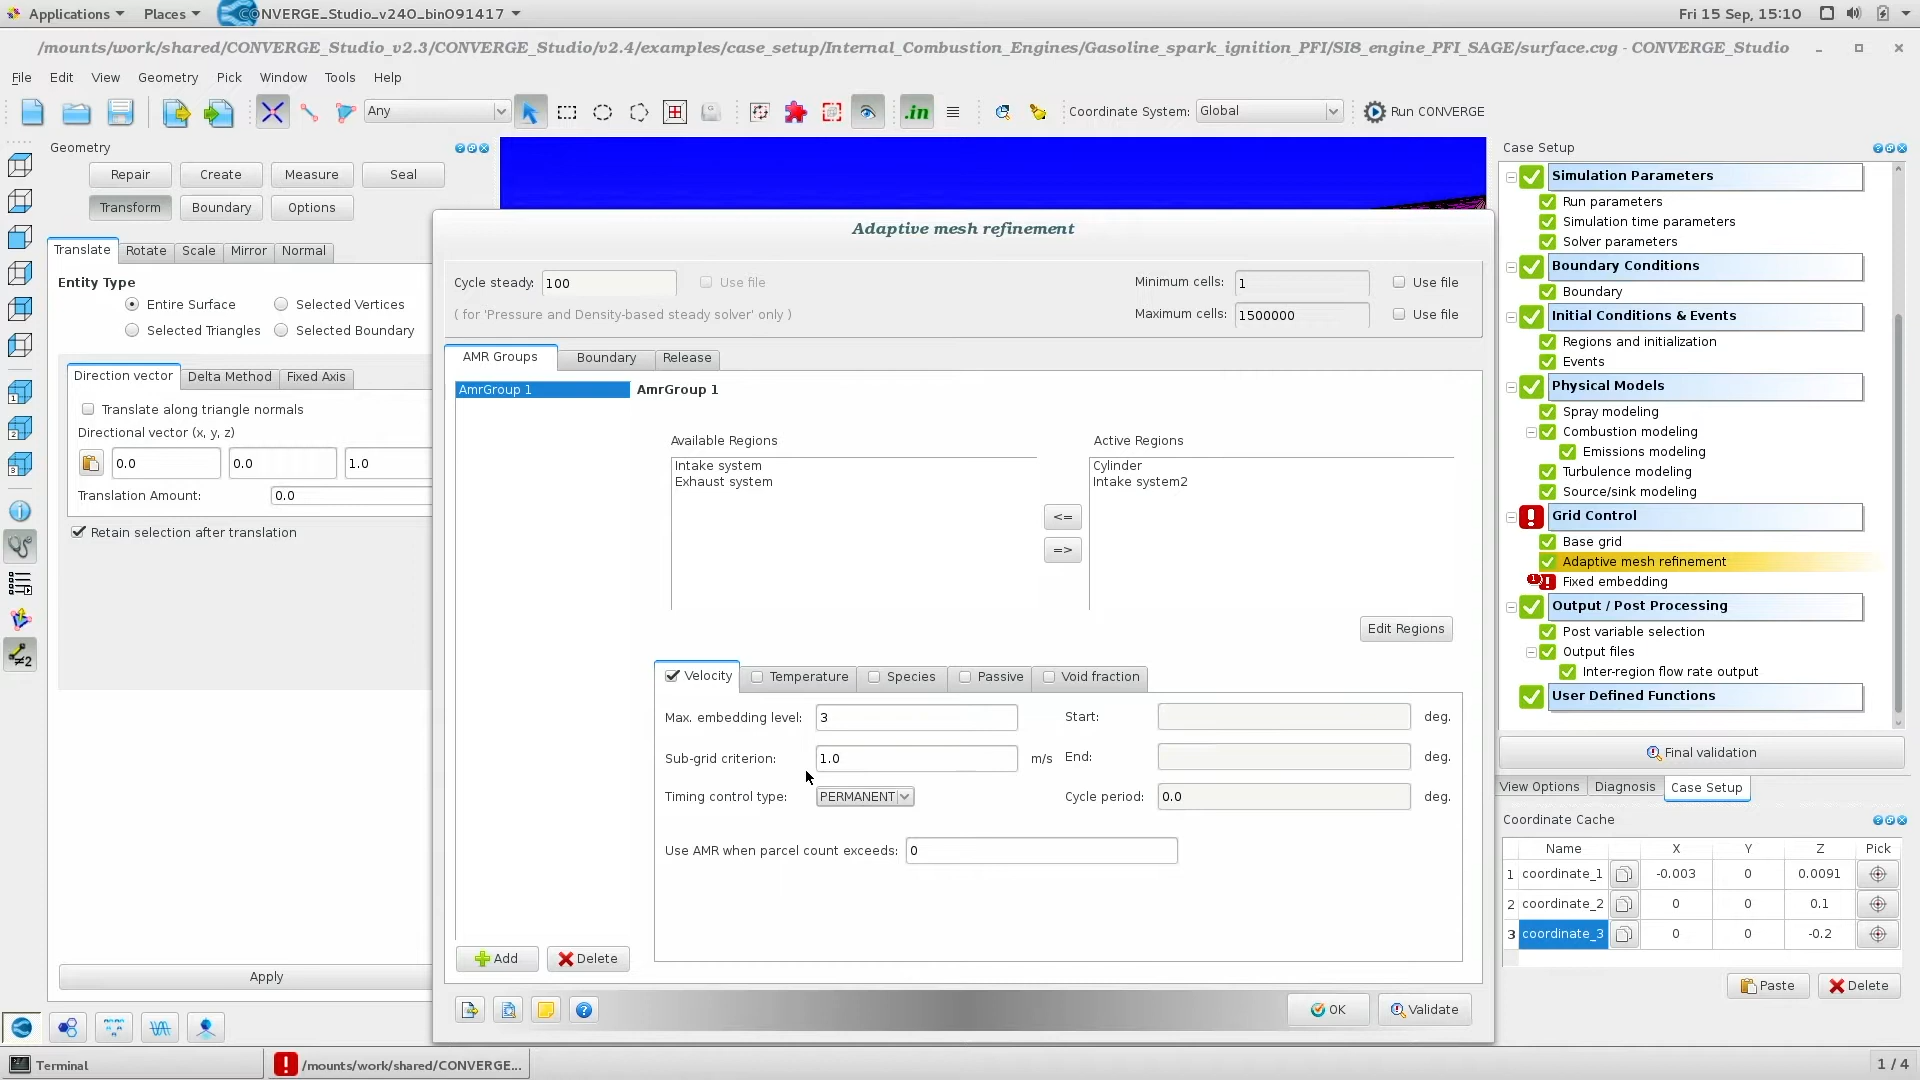 Applications Places CONVERGE_Studio_v240_bin091417 Fri 15 Sep, 15:10
/mounts/work/shared/CONVERGE_Studio_v2.3/CONVERGE_Studio/v2.4/examples/case_setup/Internal_Combustion_Engines/Gasoline_spark_ignition_PFI/SI8_engine_PFI_SAGE/surface.cvg - CONVERGE_Studio
File Edit View Geometry Pick Window Tools Help
Any .in Coordinate System: Global Run CONVERGE
Geometry
Repair Create Measure Seal
Transform Boundary Options
Translate Rotate Scale Mirror Normal
Entity Type
Entire Surface Selected Vertices
Selected Triangles Selected Boundary
Direction vector Delta Method Fixed Axis
Translate along triangle normals
Directional vector (x, y, z)
0.0 0.0 1.0
Translation Amount: 0.0
Retain selection after translation
Apply
Adaptive mesh refinement
Cycle steady: 100 Use file Minimum cells: 1 Use file
( for 'Pressure and Density-based steady solver' only ) Maximum cells: 1500000 Use file
AMR Groups Boundary Release
AmrGroup 1 AmrGroup 1
Available Regions Active Regions
Intake system Cylinder
Exhaust system Intake system2
<=
=>
Edit Regions
Velocity Temperature Species Passive Void fraction
Max. embedding level: 3 Start: deg.
Sub-grid criterion: 1.0 m/s End: deg.
Timing control type: PERMANENT Cycle period: 0.0 deg.
Use AMR when parcel count exceeds: 0
Add Delete
OK Validate
Case Setup
Simulation Parameters
Run parameters
Simulation time parameters
Solver parameters
Boundary Conditions
Boundary
Initial Conditions & Events
Regions and initialization
Events
Physical Models
Spray modeling
Combustion modeling
Emissions modeling
Turbulence modeling
Source/sink modeling
Grid Control
Base grid
Adaptive mesh refinement
1 Fixed embedding
Output / Post Processing
Post variable selection
Output files
Inter-region flow rate output
User Defined Functions
Final validation
View Options Diagnosis Case Setup
Coordinate Cache
Name X Y Z Pick
1 coordinate_1 -0.003 0 0.0091
2 coordinate_2 0 0 0.1
3 coordinate_3 0 0 -0.2
Paste Delete
Terminal /mounts/work/shared/CONVERGE... 1 / 4